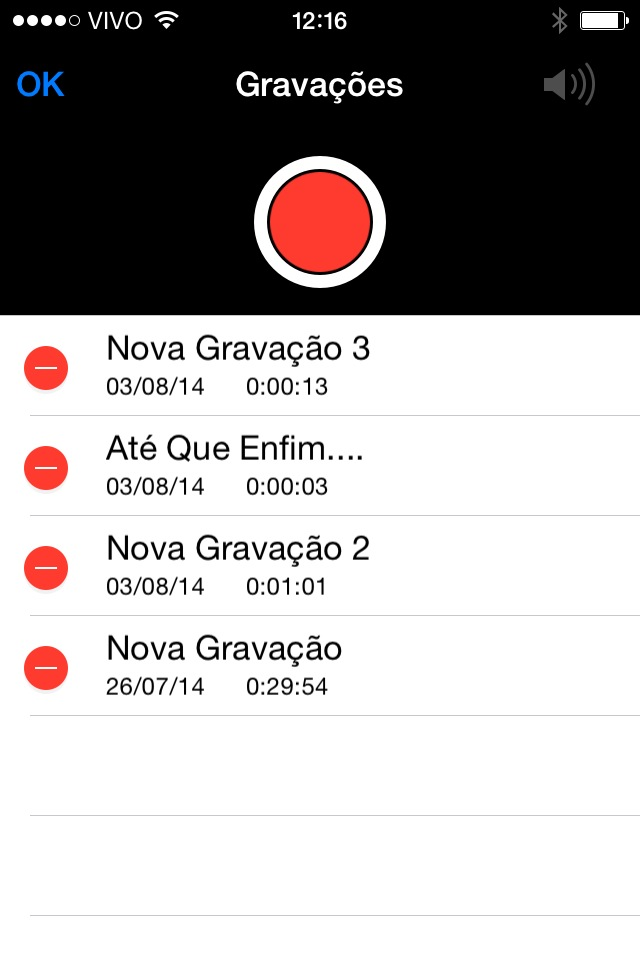 VIVO 12:16
OK Gravações
Nova Gravação 3
03/08/14 0:00:13
Até Que Enfim....
03/08/14 0:00:03
Nova Gravação 2
03/08/14 0:01:01
Nova Gravação
26/07/14 0:29:54